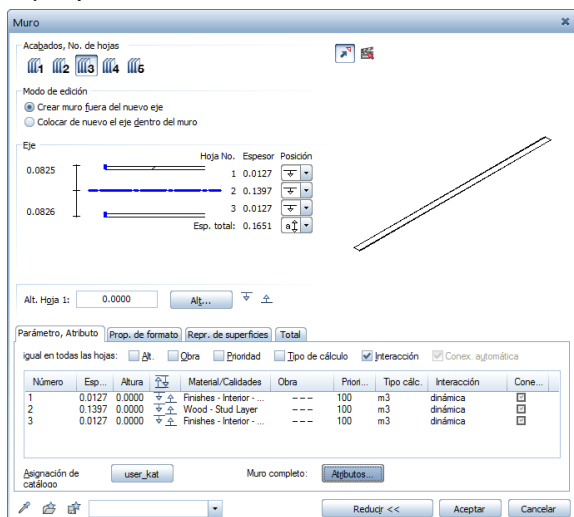 Muro
Acabados, No. de hojas
1 2 3 4 5
Modo de edición
Crear muro fuera del nuevo eje
Colocar de nuevo el eje dentro del muro
Eje
Hoja No. Espesor Posición
0.0825
1 0.0127
2 0.1397
0.0826
3 0.0127
Esp. total: 0.1651 a
Alt. Hoja 1: 0.0000 Alt...
Parámetro, Atributo Prop. de formato Repr. de superficies Total
igual en todas las hojas: Alt. Obra Prioridad Tipo de cálculo Interacción Conex. automática
Número Esp... Altura Material/Calidades Obra Priori... Tipo cálc. Interacción Cone...
1 0.0127 0.0000 Finishes - Interior - ... --- 100 m3 dinámica
2 0.1397 0.0000 Wood - Stud Layer --- 100 m3 dinámica
3 0.0127 0.0000 Finishes - Interior - ... --- 100 m3 dinámica
Asignación de catálogo user_kat Muro completo: Atributos...
Reducir << Aceptar Cancelar